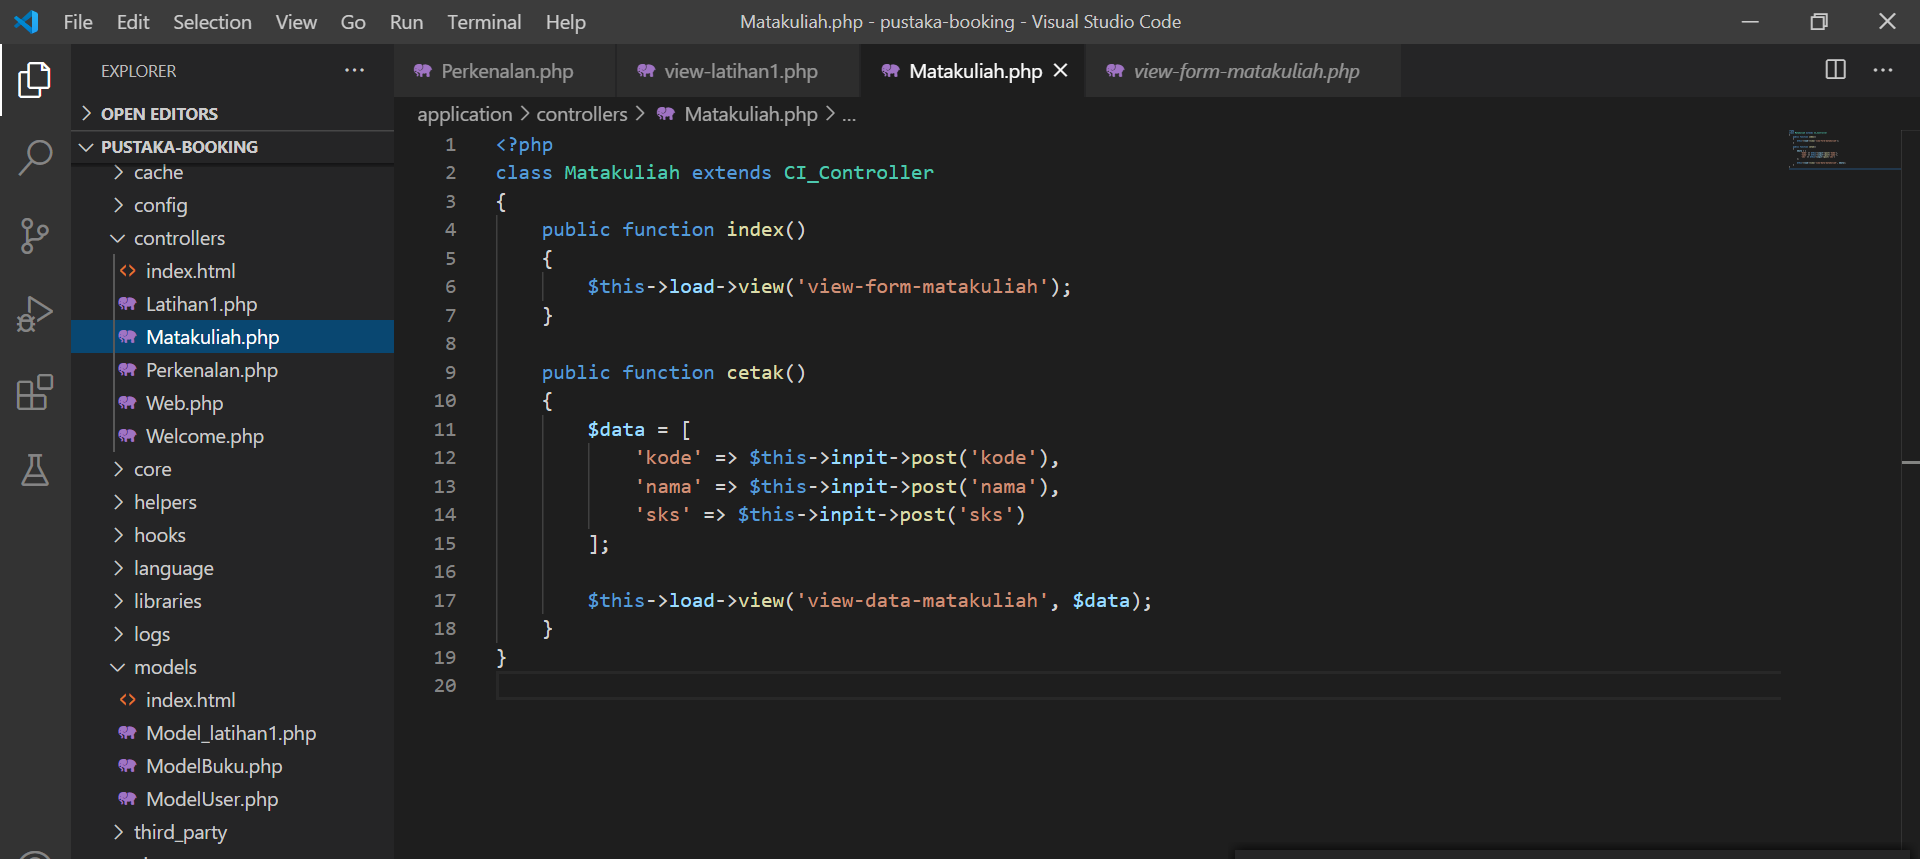 File Edit Selection View Go Run Terminal Help Matakuliah.php - pustaka-booking - Visual Studio Code
EXPLORER ...
OPEN EDITORS
PUSTAKA-BOOKING
cache
config
controllers
index.html
Latihan1.php
Matakuliah.php
Perkenalan.php
Web.php
Welcome.php
core
helpers
hooks
language
libraries
logs
models
index.html
Model_latihan1.php
ModelBuku.php
ModelUser.php
third_party
Perkenalan.php view-latihan1.php Matakuliah.php view-form-matakuliah.php ...
application > controllers > Matakuliah.php > ...
1 <?php
2 class Matakuliah extends CI_Controller
3 {
4 public function index()
5 {
6 $this->load->view('view-form-matakuliah');
7 }
8
9 public function cetak()
10 {
11 $data = [
12 'kode' => $this->inpit->post('kode'),
13 'nama' => $this->inpit->post('nama'),
14 'sks' => $this->inpit->post('sks')
15 ];
16
17 $this->load->view('view-data-matakuliah', $data);
18 }
19 }
20